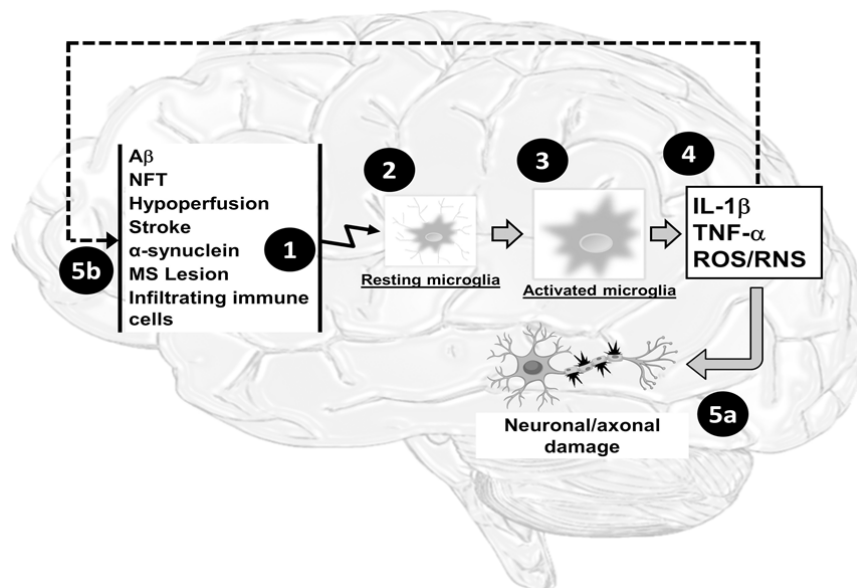 Aβ
NFT
Hypoperfusion
Stroke
α-synuclein
MS Lesion
Infiltrating immune
cells
1
2
Resting microglia
3
Activated microglia
4
IL-1β
TNF-α
ROS/RNS
5a
Neuronal/axonal
damage
5b